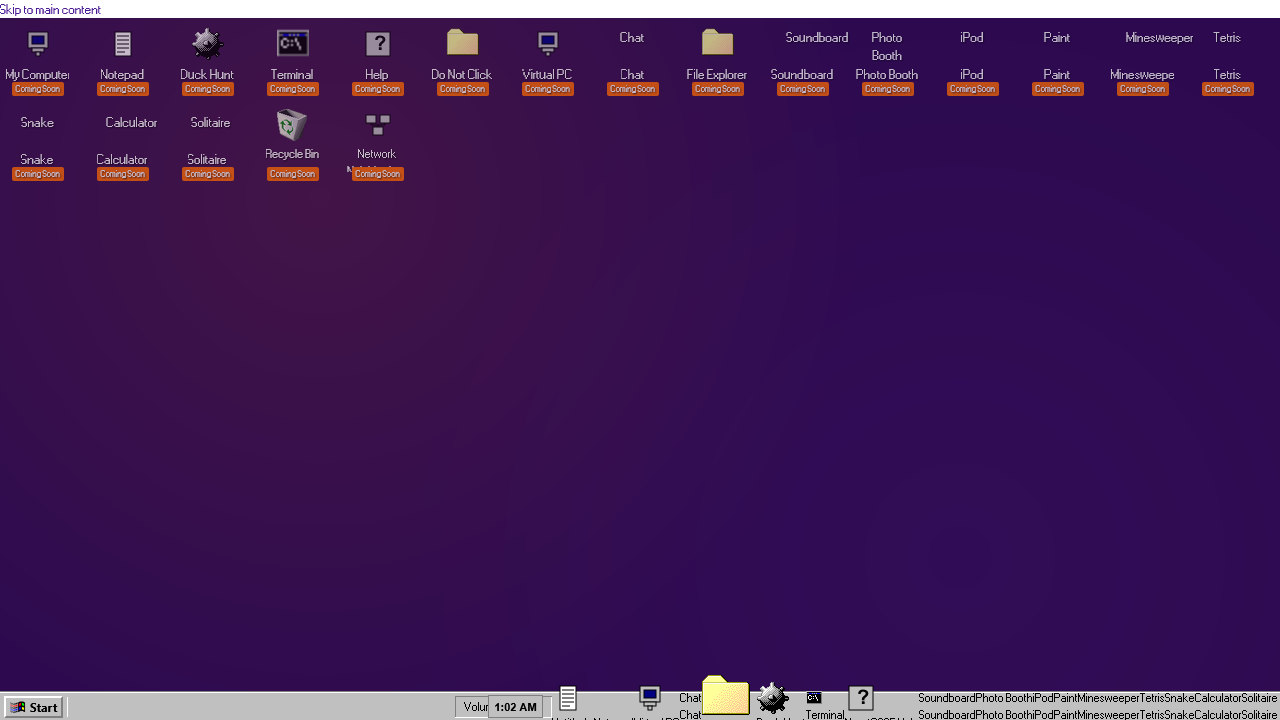 Skip to main content
Chat Soundboard Photo Booth iPod Paint Minesweeper Tetris
My Computer Notepad Duck Hunt Terminal Help Do Not Click Virtual PC Chat File Explorer Soundboard Photo Booth iPod Paint Minesweepe Tetris
Coming Soon Coming Soon Coming Soon Coming Soon Coming Soon Coming Soon Coming Soon Coming Soon Coming Soon Coming Soon Coming Soon Coming Soon Coming Soon Coming Soon Coming Soon
Snake Calculator Solitaire
Snake Calculator Solitaire Recycle Bin Network
Coming Soon Coming Soon Coming Soon Coming Soon Coming Soon
Start Volur 1:02 AM Chat C:\ ? SoundboardPhoto BoothiPodPaintMinesweeperTetrisSnakeCalculatorSolitaire
Chat Terminal SoundboardPhoto BoothiPodPaintMinesweeperTetrisSnakeCalculatorSolitaire